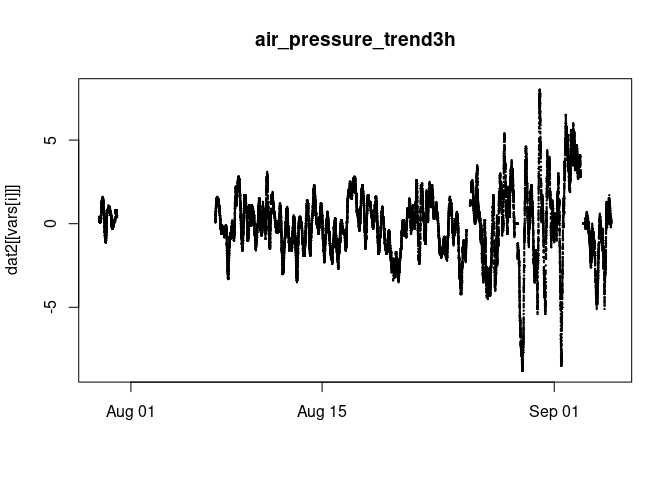 air_pressure_trend3h
dat2[[vars[i]]]
5
0
-5
Aug 01
Aug 15
Sep 01